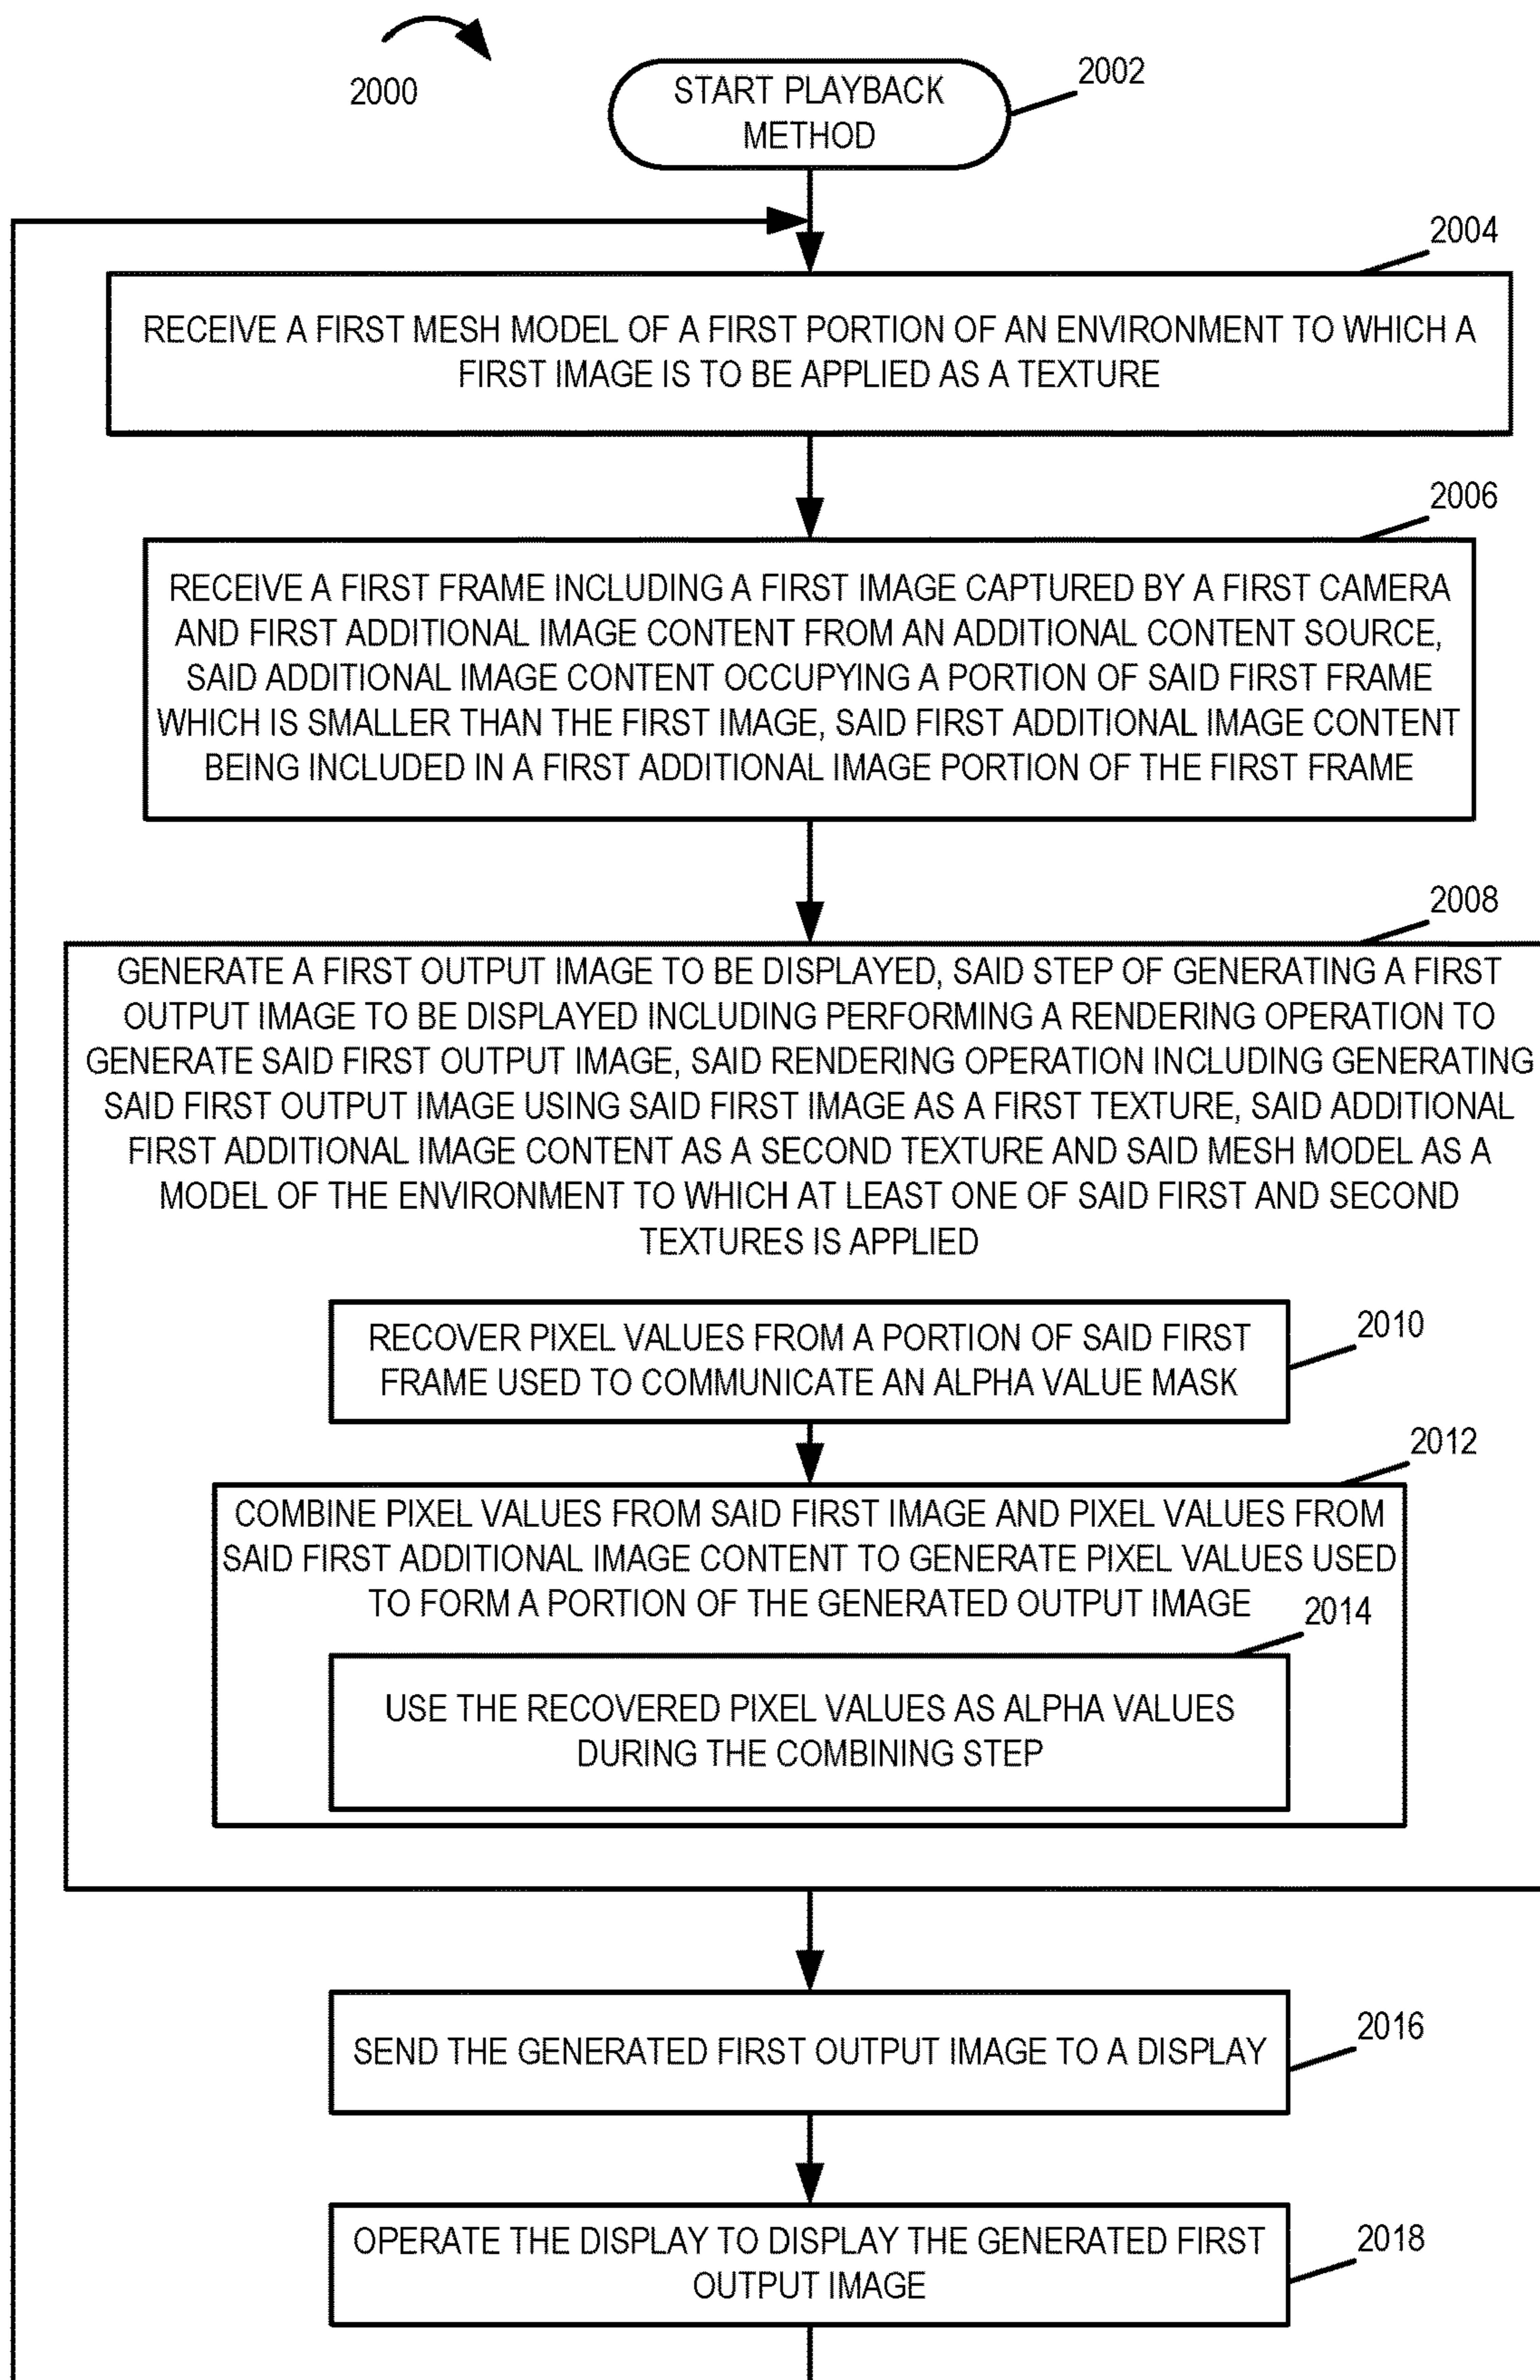 2000
START PLAYBACK
METHOD
2002
2004
RECEIVE A FIRST MESH MODEL OF A FIRST PORTION OF AN ENVIRONMENT TO WHICH A
FIRST IMAGE IS TO BE APPLIED AS A TEXTURE
2006
RECEIVE A FIRST FRAME INCLUDING A FIRST IMAGE CAPTURED BY A FIRST CAMERA
AND FIRST ADDITIONAL IMAGE CONTENT FROM AN ADDITIONAL CONTENT SOURCE,
SAID ADDITIONAL IMAGE CONTENT OCCUPYING A PORTION OF SAID FIRST FRAME
WHICH IS SMALLER THAN THE FIRST IMAGE, SAID FIRST ADDITIONAL IMAGE CONTENT
BEING INCLUDED IN A FIRST ADDITIONAL IMAGE PORTION OF THE FIRST FRAME
2008
GENERATE A FIRST OUTPUT IMAGE TO BE DISPLAYED, SAID STEP OF GENERATING A FIRST
OUTPUT IMAGE TO BE DISPLAYED INCLUDING PERFORMING A RENDERING OPERATION TO
GENERATE SAID FIRST OUTPUT IMAGE, SAID RENDERING OPERATION INCLUDING GENERATING
SAID FIRST OUTPUT IMAGE USING SAID FIRST IMAGE AS A FIRST TEXTURE, SAID ADDITIONAL
FIRST ADDITIONAL IMAGE CONTENT AS A SECOND TEXTURE AND SAID MESH MODEL AS A
MODEL OF THE ENVIRONMENT TO WHICH AT LEAST ONE OF SAID FIRST AND SECOND
TEXTURES IS APPLIED
RECOVER PIXEL VALUES FROM A PORTION OF SAID FIRST
FRAME USED TO COMMUNICATE AN ALPHA VALUE MASK
2010
2012
COMBINE PIXEL VALUES FROM SAID FIRST IMAGE AND PIXEL VALUES FROM
SAID FIRST ADDITIONAL IMAGE CONTENT TO GENERATE PIXEL VALUES USED
TO FORM A PORTION OF THE GENERATED OUTPUT IMAGE
2014
USE THE RECOVERED PIXEL VALUES AS ALPHA VALUES
DURING THE COMBINING STEP
SEND THE GENERATED FIRST OUTPUT IMAGE TO A DISPLAY
2016
OPERATE THE DISPLAY TO DISPLAY THE GENERATED FIRST
OUTPUT IMAGE
2018